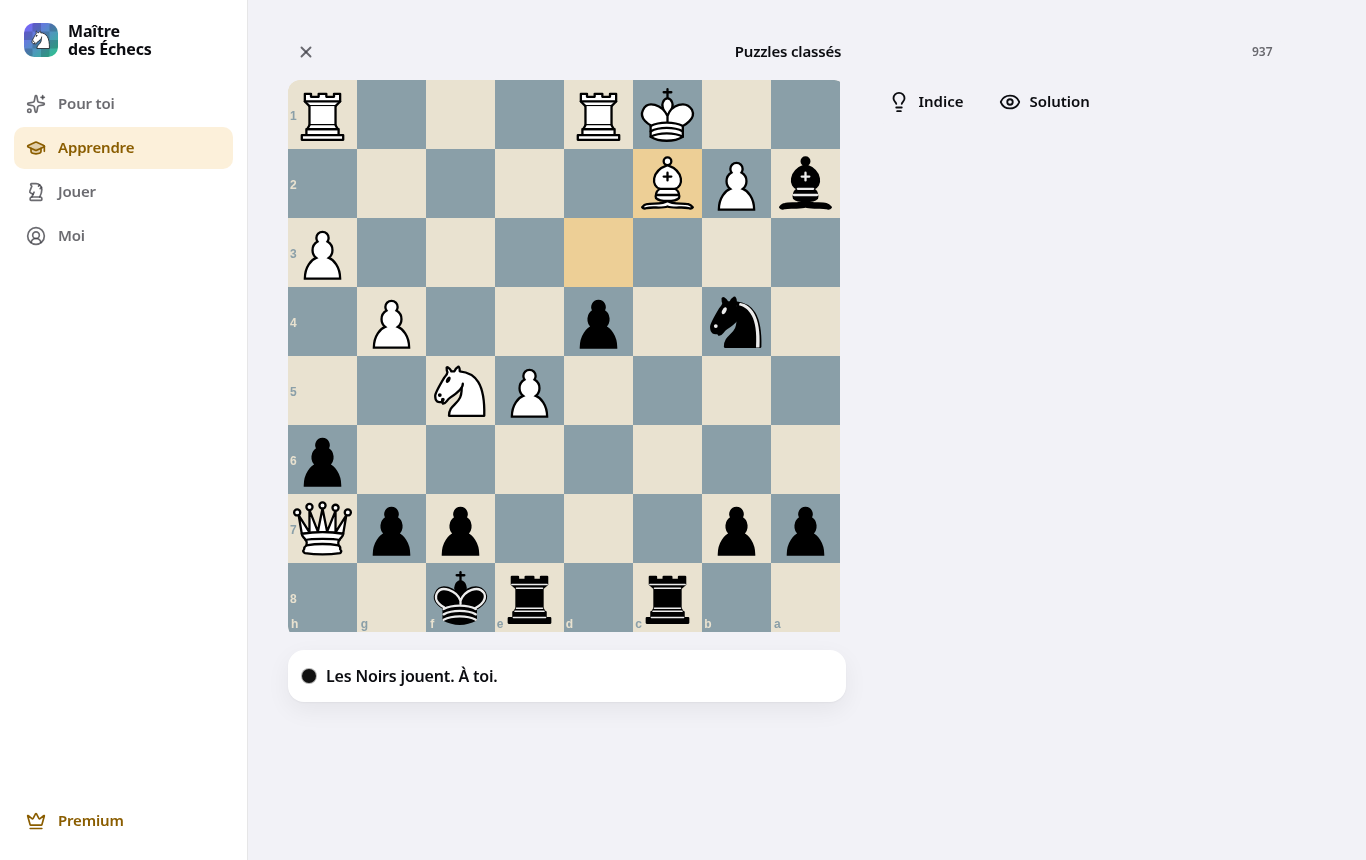 Maître
des Échecs
Pour toi
Apprendre
Jouer
Moi
Premium
Puzzles classés
937
1
2
3
4
5
6
7
8
h g f e d c b a
Les Noirs jouent. À toi.
Indice
Solution